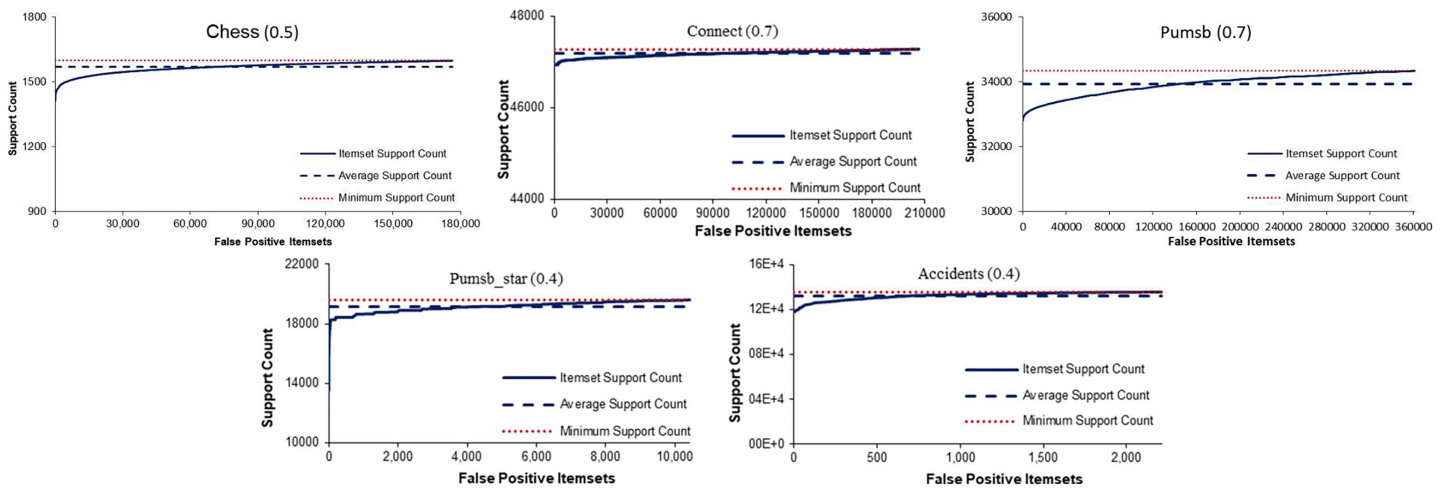 Chess (0.5)
Support Count
1800
1500
1200
900
Itemset Support Count
Average Support Count
Minimum Support Count
0
30,000
60,000
90,000
120,000
150,000
180,000
False Positive Itemsets
Connect (0.7)
Support Count
48000
46000
44000
Itemset Support Count
Average Support Count
Minimum Support Count
0
30000
60000
90000
120000
150000
180000
210000
False Positive Itemsets
Pumsb (0.7)
Support Count
36000
34000
32000
30000
Itemset Support Count
Average Support Count
Minimum Support Count
0
40000
80000
120000
160000
200000
240000
280000
320000
360000
False Positive Itemsets
Pumsb_star (0.4)
Support Count
22000
18000
14000
10000
Itemset Support Count
Average Support Count
Minimum Support Count
0
2,000
4,000
6,000
8,000
10,000
False Positive Itemsets
Accidents (0.4)
Support Count
16E+4
12E+4
08E+4
04E+4
00E+0
Itemset Support Count
Average Support Count
Minimum Support Count
0
500
1,000
1,500
2,000
False Positive Itemsets